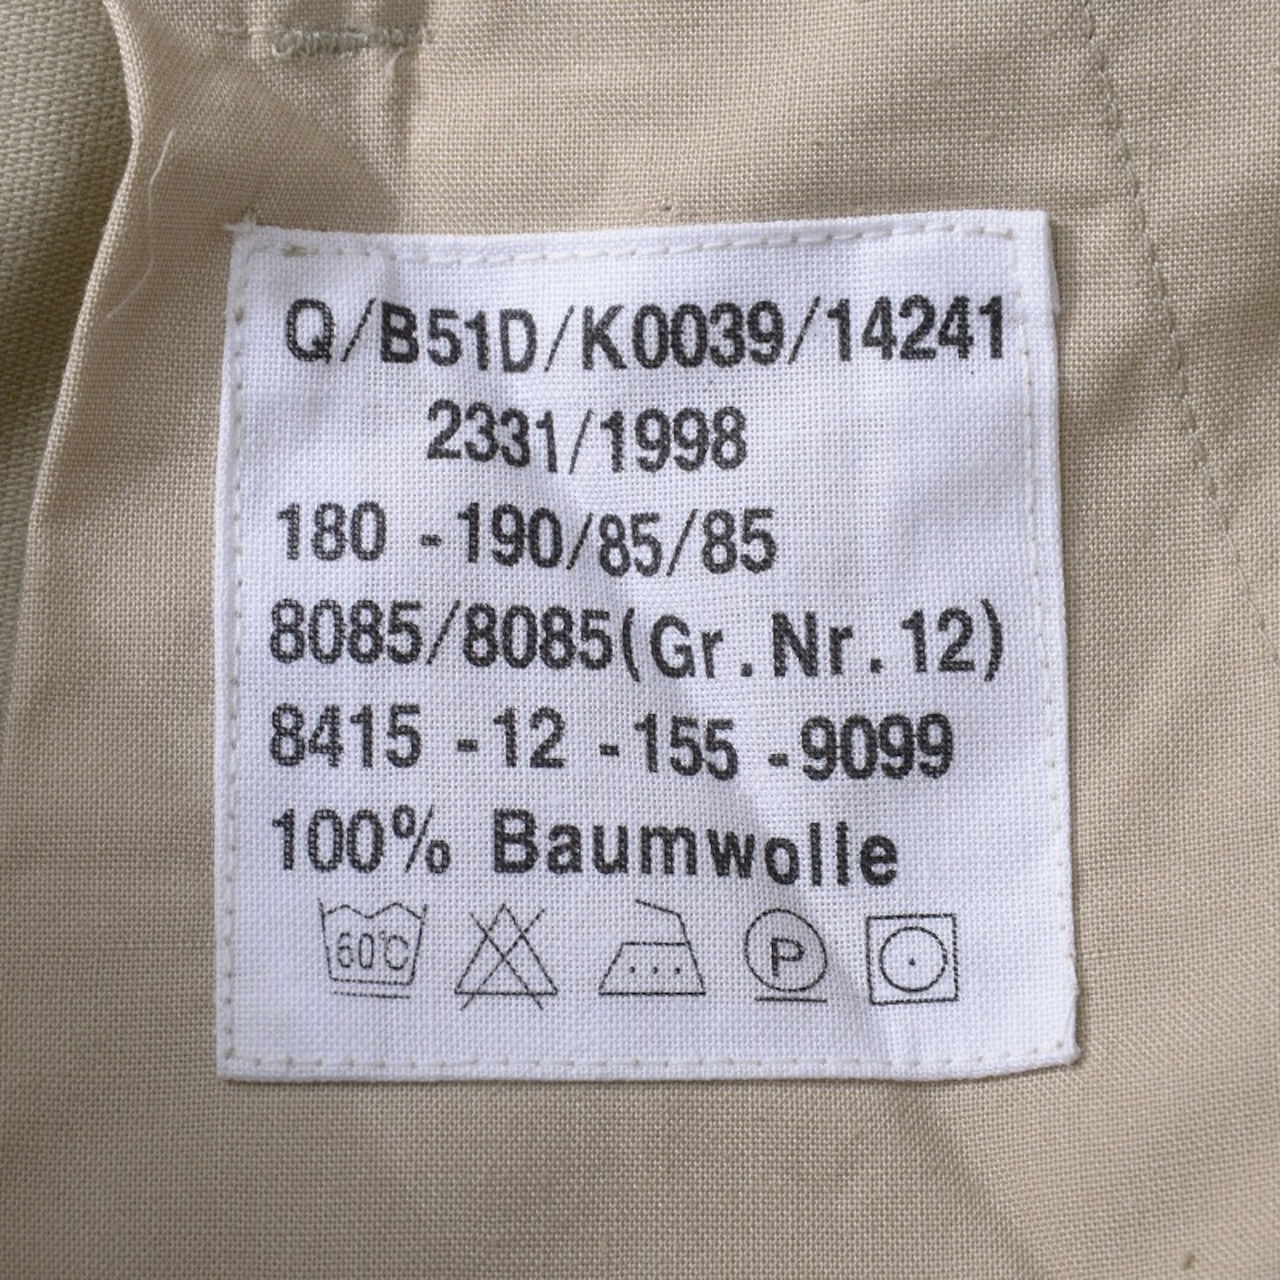 Q/B51D/K0039/14241
2331/1998
180 -190/85/85
8085/8085(Gr.Nr.12)
8415 -12 -155 -9099
100% Baumwolle
60°C P